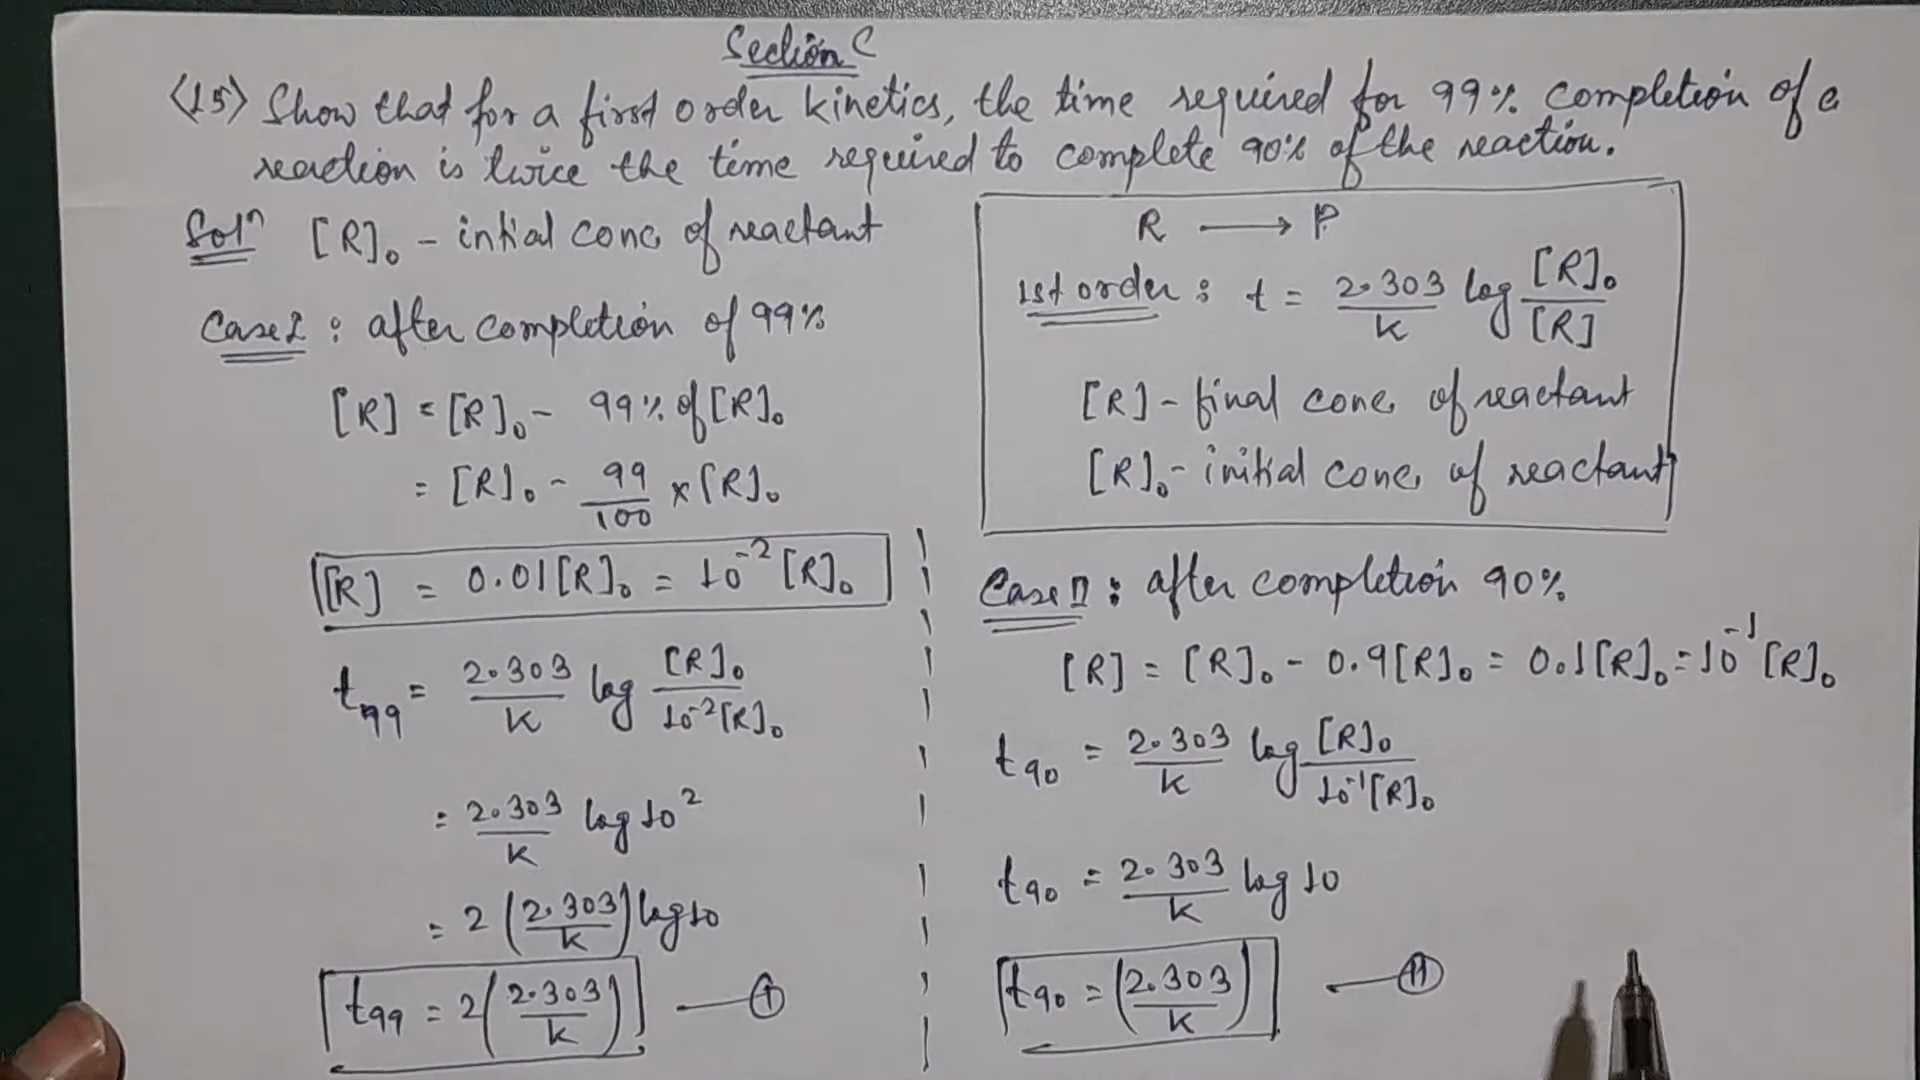 Section C
<15> Show that for a first order kinetics, the time required for 99% completion of a
reaction is twice the time required to complete 90% of the reaction.
Solⁿ [R]₀ - intial conc of reactant
Case I : after completion of 99%
[R] = [R]₀ - 99% of [R]₀
= [R]₀ - 99/100 × [R]₀
[R] = 0.01[R]₀ = 10⁻² [R]₀
t₉₉ = 2.303/K log [R]₀/10⁻²[R]₀
= 2.303/K log 10²
= 2 (2.303/K) log 10
t₉₉ = 2(2.303/K) — I
R ⟶ P
1st order : t = 2.303/K log [R]₀/[R]
[R] - final conc of reactant
[R]₀ - initial conc of reactant
Case II : after completion 90%
[R] = [R]₀ - 0.9[R]₀ = 0.1[R]₀ = 10⁻¹ [R]₀
t₉₀ = 2.303/K log [R]₀/10⁻¹[R]₀
t₉₀ = 2.303/K log 10
t₉₀ = (2.303/K) — II